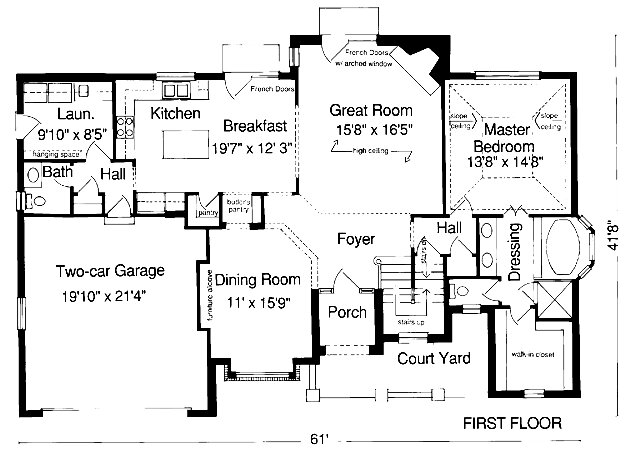 French Doors
w/ arched window
Great Room
15'8" x 16'5"
high ceiling
French Doors
Laun.
9'10" x 8'5"
hanging space
Kitchen
Breakfast
19'7" x 12' 3"
slope
ceiling
slope
ceiling
Master
Bedroom
13'8" x 14'8"
Bath
Hall
pantry
butler's
pantry
Foyer
Hall
stairs up
Dressing
Two-car Garage
19'10" x 21'4"
furniture alcove
Dining Room
11' x 15'9"
Porch
stairs up
Court Yard
walk-in closet
41'8"
FIRST FLOOR
61'